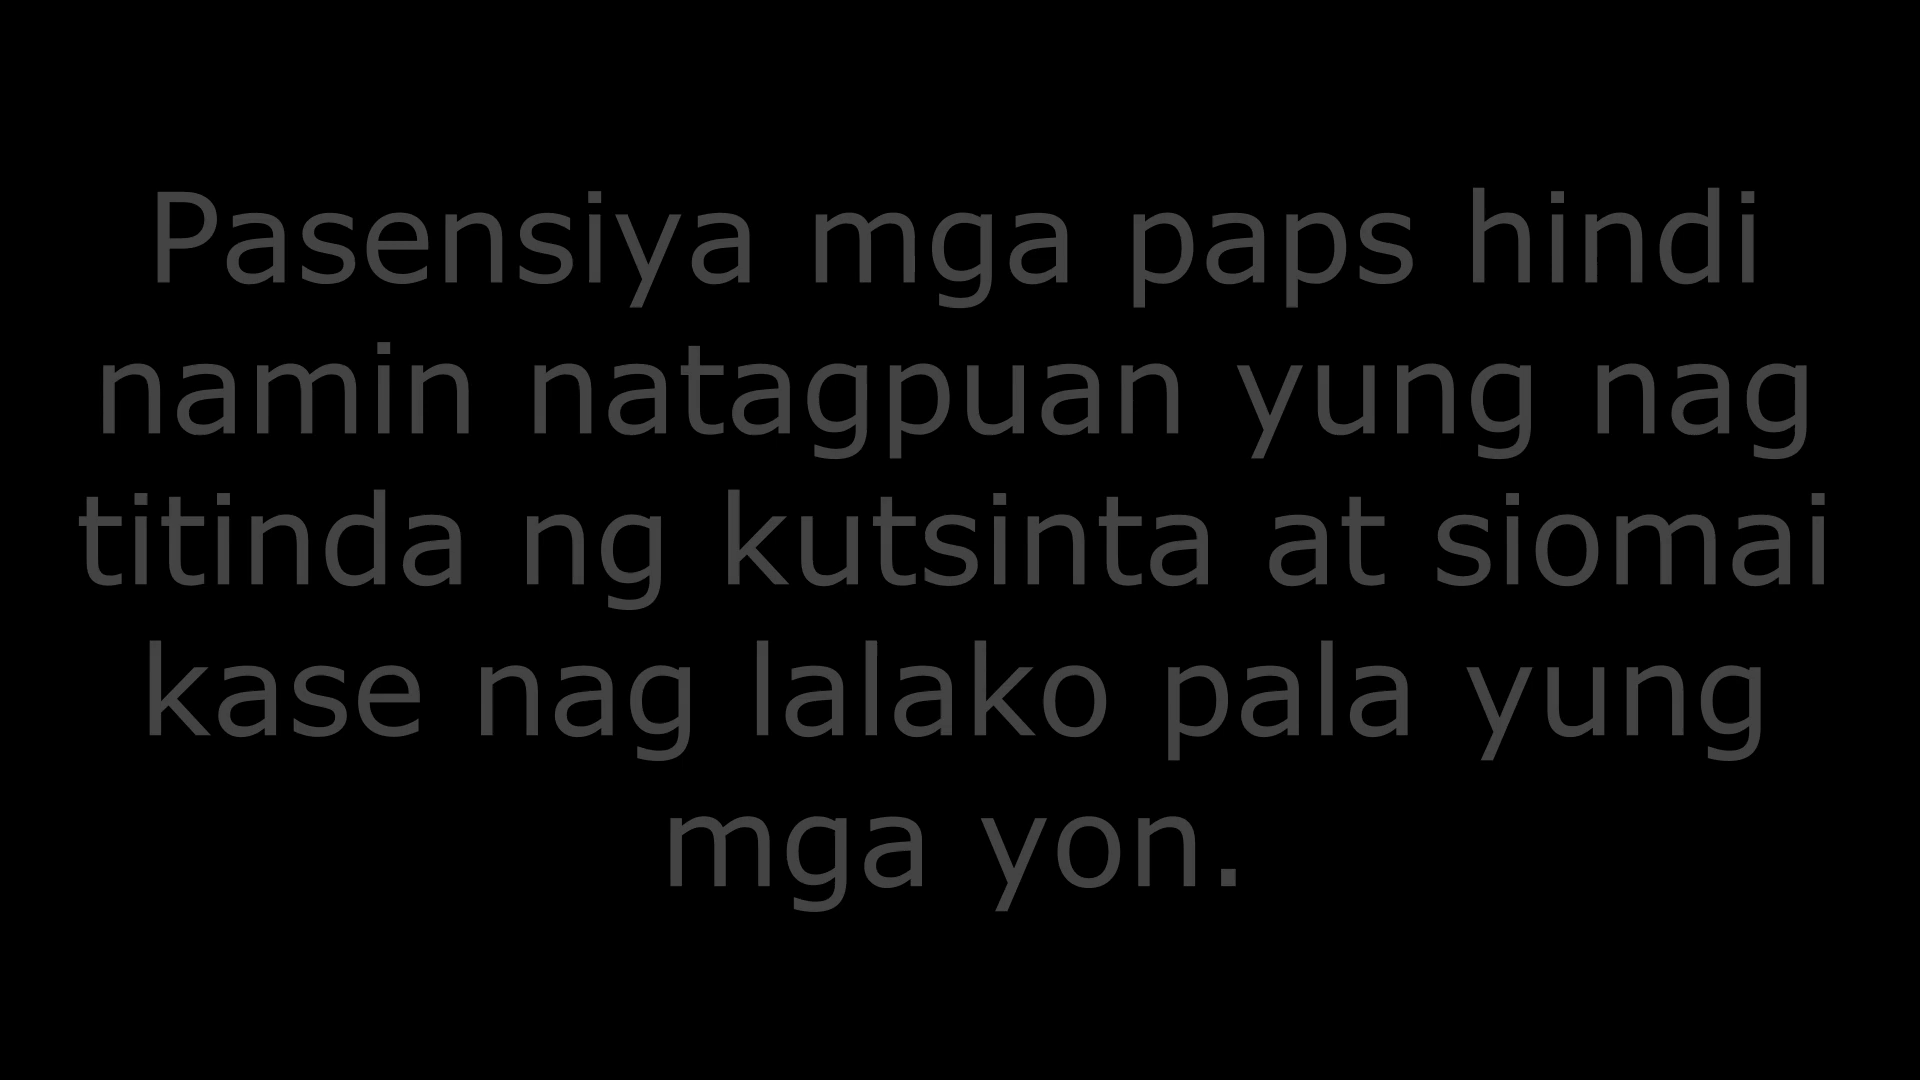 Pasensiya mga paps hindi
namin natagpuan yung nag
titinda ng kutsinta at siomai
kase nag lalako pala yung
mga yon.